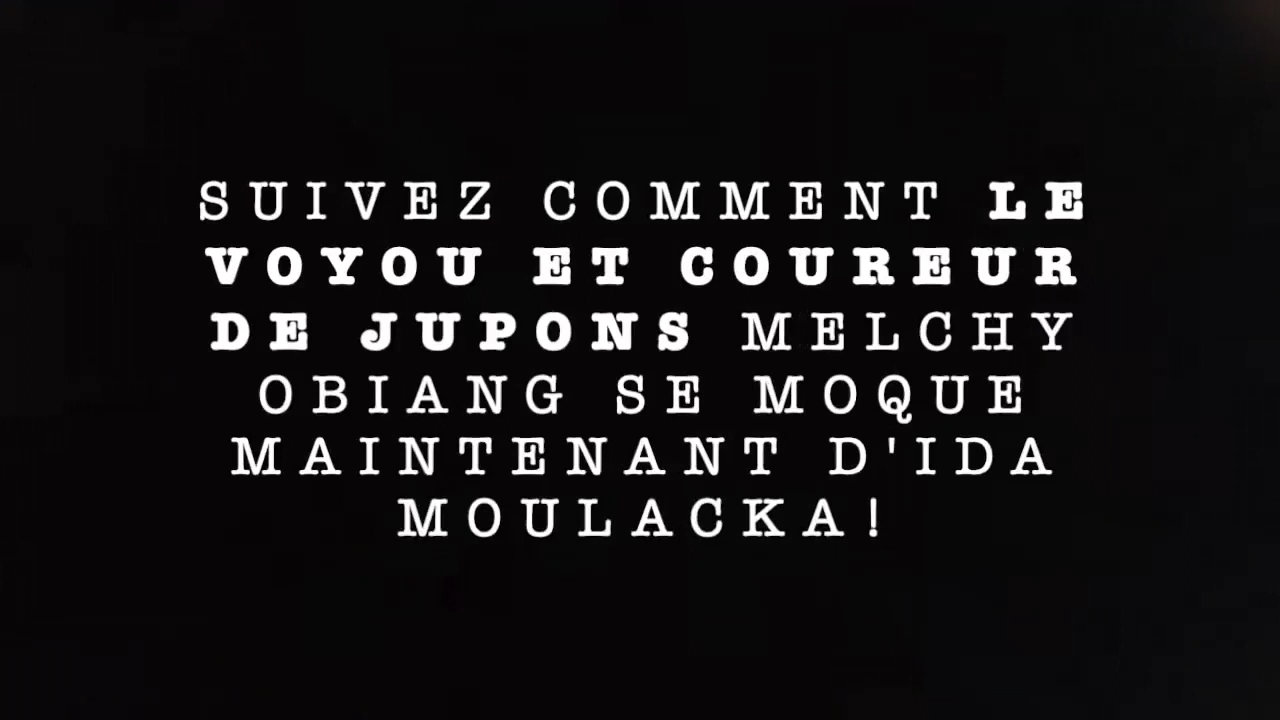 SUIVEZ COMMENT LE
VOYOU ET COUREUR
DE JUPONS MELCHY
OBIANG SE MOQUE
MAINTENANT D'IDA
MOULACKA!